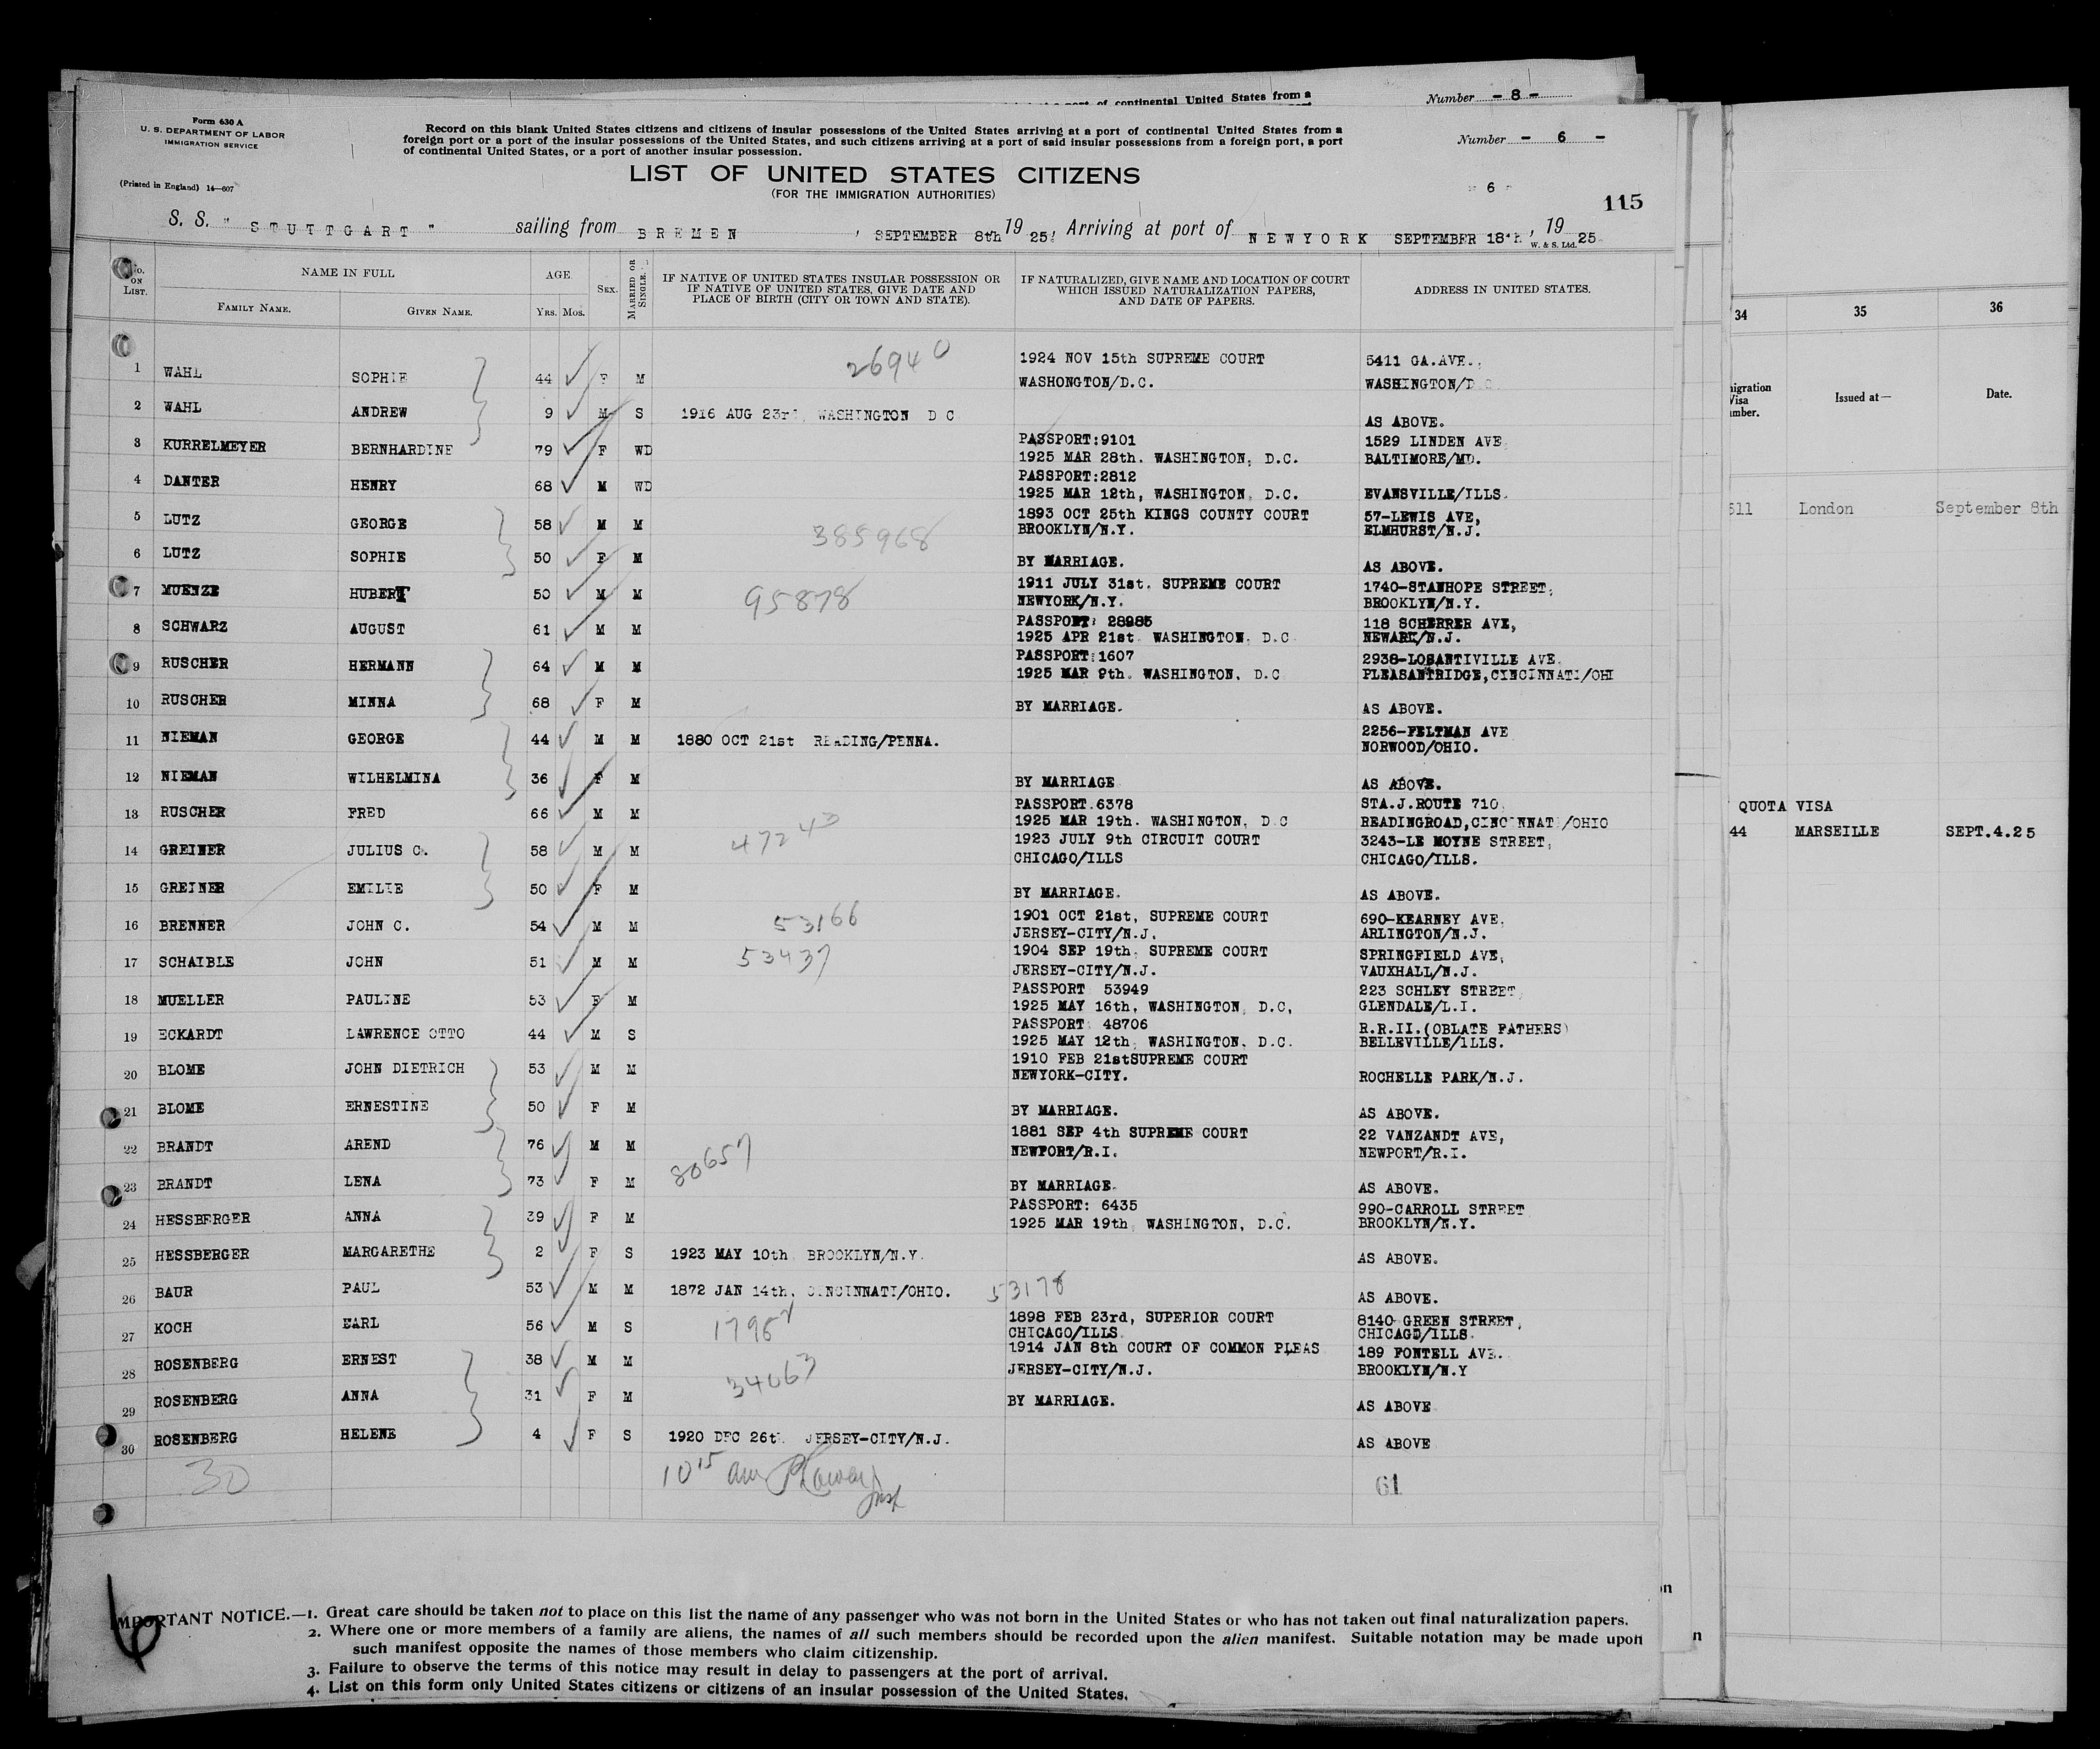 of continental United States from a
Number - 8 -
Form 630 A
U. S. DEPARTMENT OF LABOR
IMMIGRATION SERVICE
Record on this blank United States citizens and citizens of insular possessions of the United States arriving at a port of continental United States from a
foreign port or a port of the insular possessions of the United States, and such citizens arriving at a port of said insular possessions from a foreign port, a port
of continental United States, or a port of another insular possession.
Number - 6 -
(Printed in England) 14—607
LIST OF UNITED STATES CITIZENS
(FOR THE IMMIGRATION AUTHORITIES)
6
115
S. S. " STUTTGART " sailing from BREMEN , SEPTEMBER 8th 19 25. Arriving at port of NEWYORK SEPTEMBER 18th, 19 25
W. & S. Ltd.
No. ON LIST.
NAME IN FULL
FAMILY NAME. GIVEN NAME.
AGE
YRS. MOS.
SEX.
MARRIED OR SINGLE.
IF NATIVE OF UNITED STATES INSULAR POSSESSION OR
IF NATIVE OF UNITED STATES, GIVE DATE AND
PLACE OF BIRTH (CITY OR TOWN AND STATE).
IF NATURALIZED, GIVE NAME AND LOCATION OF COURT
WHICH ISSUED NATURALIZATION PAPERS,
AND DATE OF PAPERS.
ADDRESS IN UNITED STATES.
1 WAHL SOPHIE 44 F M 26940 1924 NOV 15th SUPREME COURT 5411 GA.AVE.
WASHONGTON/D.C. WASHINGTON/D.C.
2 WAHL ANDREW 9 M S 1916 AUG 23rd, WASHINGTON D C AS ABOVE.
3 KURRELMEYER BERNHARDINE 79 F WD PASSPORT:9101 1529 LINDEN AVE
1925 MAR 28th. WASHINGTON, D.C. BALTIMORE/MD.
4 DANTER HENRY 68 M WD PASSPORT:2812
1925 MAR 12th, WASHINGTON, D.C. EVANSVILLE/ILLS.
5 LUTZ GEORGE 58 M M 385968 1893 OCT 25th KINGS COUNTY COURT 57-LEWIS AVE,
BROOKLYN/N.Y. ELMHURST/N.J.
6 LUTZ SOPHIE 50 F M BY MARRIAGE. AS ABOVE.
7 MUENZE HUBERT 50 M M 95878 1911 JULY 31st. SUPREME COURT 1740-STANHOPE STREET,
NEWYORK/N.Y. BROOKLYN/N.Y.
8 SCHWARZ AUGUST 61 M M PASSPORT: 28985 118 SCHERRER AVE,
1925 APR 21st WASHINGTON, D.C NEWARK/N.J.
9 RUSCHER HERMANN 64 M M PASSPORT:1607 2938-LOSANTIVILLE AVE.
1925 MAR 9th. WASHINGTON, D.C PLEASANTRIDGE,CINCINNATI/OHI
10 RUSCHER MINNA 68 F M BY MARRIAGE. AS ABOVE.
11 NIEMAN GEORGE 44 M M 1880 OCT 21st READING/PENNA. 2256-FELTMAN AVE
NORWOOD/OHIO.
12 NIEMAN WILHELMINA 36 F M BY MARRIAGE AS ABOVE.
13 RUSCHER FRED 66 M M PASSPORT.6378 STA.J.ROUTE 710.
1925 MAR 19th. WASHINGTON, D.C READINGROAD,CINCINNATI/OHIO
14 GREINER JULIUS C. 58 M M 47243 1923 JULY 9th CIRCUIT COURT 3243-LE MOYNE STREET,
CHICAGO/ILLS CHICAGO/ILLS.
15 GREINER EMILIE 50 F M BY MARRIAGE. AS ABOVE.
16 BRENNER JOHN C. 54 M M 53166 1901 OCT 21st, SUPREME COURT 690-KEARNEY AVE.
JERSEY-CITY/N.J. ARLINGTON/N.J.
17 SCHAIBLE JOHN 51 M M 53437 1904 SEP 19th. SUPREME COURT SPRINGFIELD AVE,
JERSEY-CITY/N.J. VAUXHALL/N.J.
18 MUELLER PAULINE 53 F M PASSPORT 53949 223 SCHLEY STREET
1925 MAY 16th, WASHINGTON, D.C, GLENDALE/L.I.
19 ECKARDT LAWRENCE OTTO 44 M S PASSPORT: 48706 R.R.II.(OBLATE FATHERS)
1925 MAY 12th, WASHINGTON, D.C. BELLEVILLE/ILLS.
20 BLOME JOHN DIETRICH 53 M M 1910 FEB 21stSUPREME COURT
NEWYORK-CITY. ROCHELLE PARK/N.J.
21 BLOME ERNESTINE 50 F M BY MARRIAGE. AS ABOVE.
22 BRANDT AREND 76 M M 80657 1881 SEP 4th SUPREME COURT 22 VANZANDT AVE,
NEWPORT/R.I. NEWPORT/R.I.
23 BRANDT LENA 73 F M BY MARRIAGE. AS ABOVE.
24 HESSBERGER ANNA 39 F M PASSPORT: 6435 990-CARROLL STREET
1925 MAR 19th, WASHINGTON, D.C. BROOKLYN/N.Y.
25 HESSBERGER MARGARETHE 2 F S 1923 MAY 10th BROOKLYN/N.Y. AS ABOVE.
26 BAUR PAUL 53 M M 1872 JAN 14th. CINCINNATI/OHIO. 53178 AS ABOVE.
27 KOCH EARL 56 M S 17952 1898 FEB 23rd, SUPERIOR COURT 8140 GREEN STREET,
CHICAGO/ILLS. CHICAGO/ILLS.
28 ROSENBERG ERNEST 38 M M 34063 1914 JAN 8th COURT OF COMMON PLEAS 189 FONTELL AVE.
JERSEY-CITY/N.J. BROOKLYN/N.Y
29 ROSENBERG ANNA 31 F M BY MARRIAGE. AS ABOVE
30 ROSENBERG HELENE 4 F S 1920 DEC 26th JERSEY-CITY/N.J. AS ABOVE
30
10 15 am
61
IMPORTANT NOTICE.—1. Great care should be taken not to place on this list the name of any passenger who was not born in the United States or who has not taken out final naturalization papers.
2. Where one or more members of a family are aliens, the names of all such members should be recorded upon the alien manifest. Suitable notation may be made upon
such manifest opposite the names of those members who claim citizenship.
3. Failure to observe the terms of this notice may result in delay to passengers at the port of arrival.
4. List on this form only United States citizens or citizens of an insular possession of the United States.
34 35 36
Visa
Issued at— Date.
511 London September 8th
QUOTA VISA
44 MARSEILLE SEPT.4.25